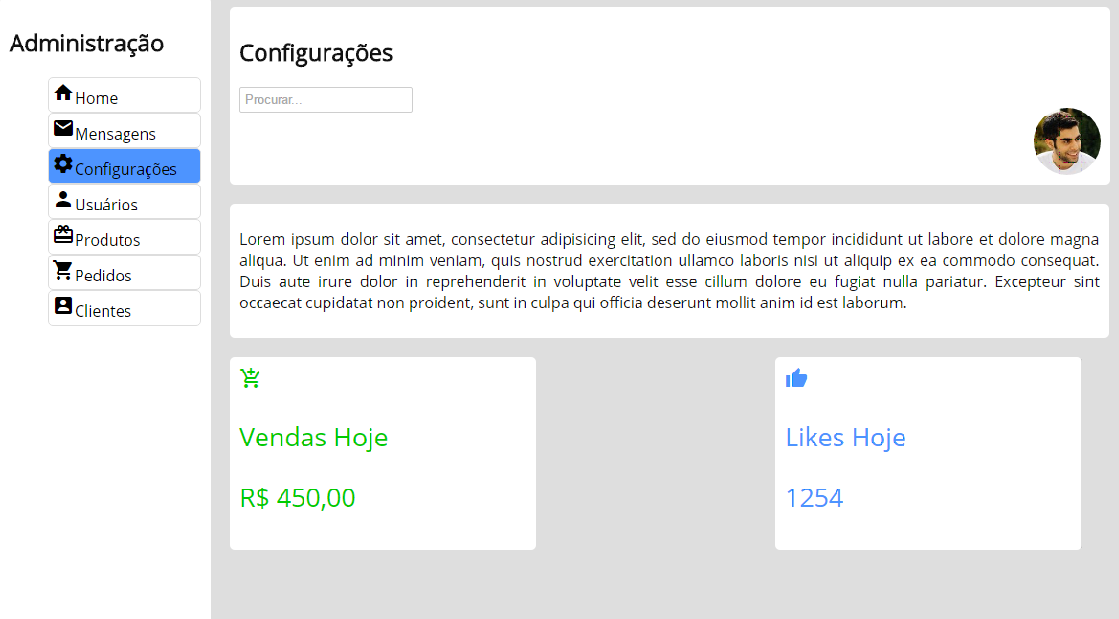 Administração
Home
Mensagens
Configurações
Usuários
Produtos
Pedidos
Clientes
Configurações
Procurar...
Lorem ipsum dolor sit amet, consectetur adipisicing elit, sed do eiusmod tempor incididunt ut labore et dolore magna
aliqua. Ut enim ad minim veniam, quis nostrud exercitation ullamco laboris nisi ut aliquip ex ea commodo consequat.
Duis aute irure dolor in reprehenderit in voluptate velit esse cillum dolore eu fugiat nulla pariatur. Excepteur sint
occaecat cupidatat non proident, sunt in culpa qui officia deserunt mollit anim id est laborum.
Vendas Hoje
R$ 450,00
Likes Hoje
1254